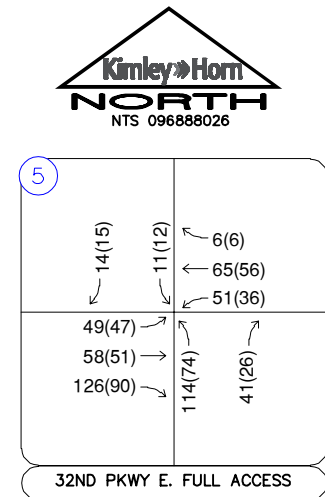 Kimley»Horn
NORTH
NTS 096888026
5
14(15)
11(12)
6(6)
65(56)
51(36)
49(47)
58(51)
126(90)
114(74)
41(26)
32ND PKWY E. FULL ACCESS